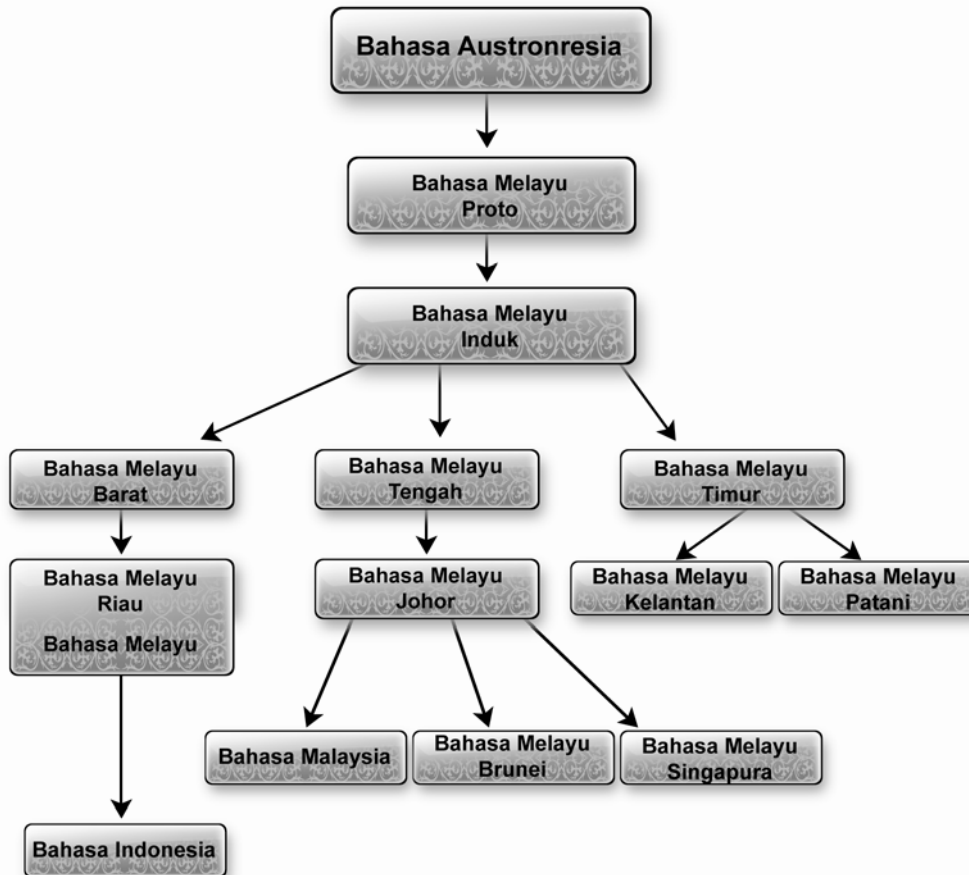 Bahasa Austronresia
Bahasa Melayu
Proto
Bahasa Melayu
Induk
Bahasa Melayu
Barat
Bahasa Melayu
Tengah
Bahasa Melayu
Timur
Bahasa Melayu
Riau
Bahasa Melayu
Bahasa Melayu
Johor
Bahasa Melayu
Kelantan
Bahasa Melayu
Patani
Bahasa Malaysia
Bahasa Melayu
Brunei
Bahasa Melayu
Singapura
Bahasa Indonesia